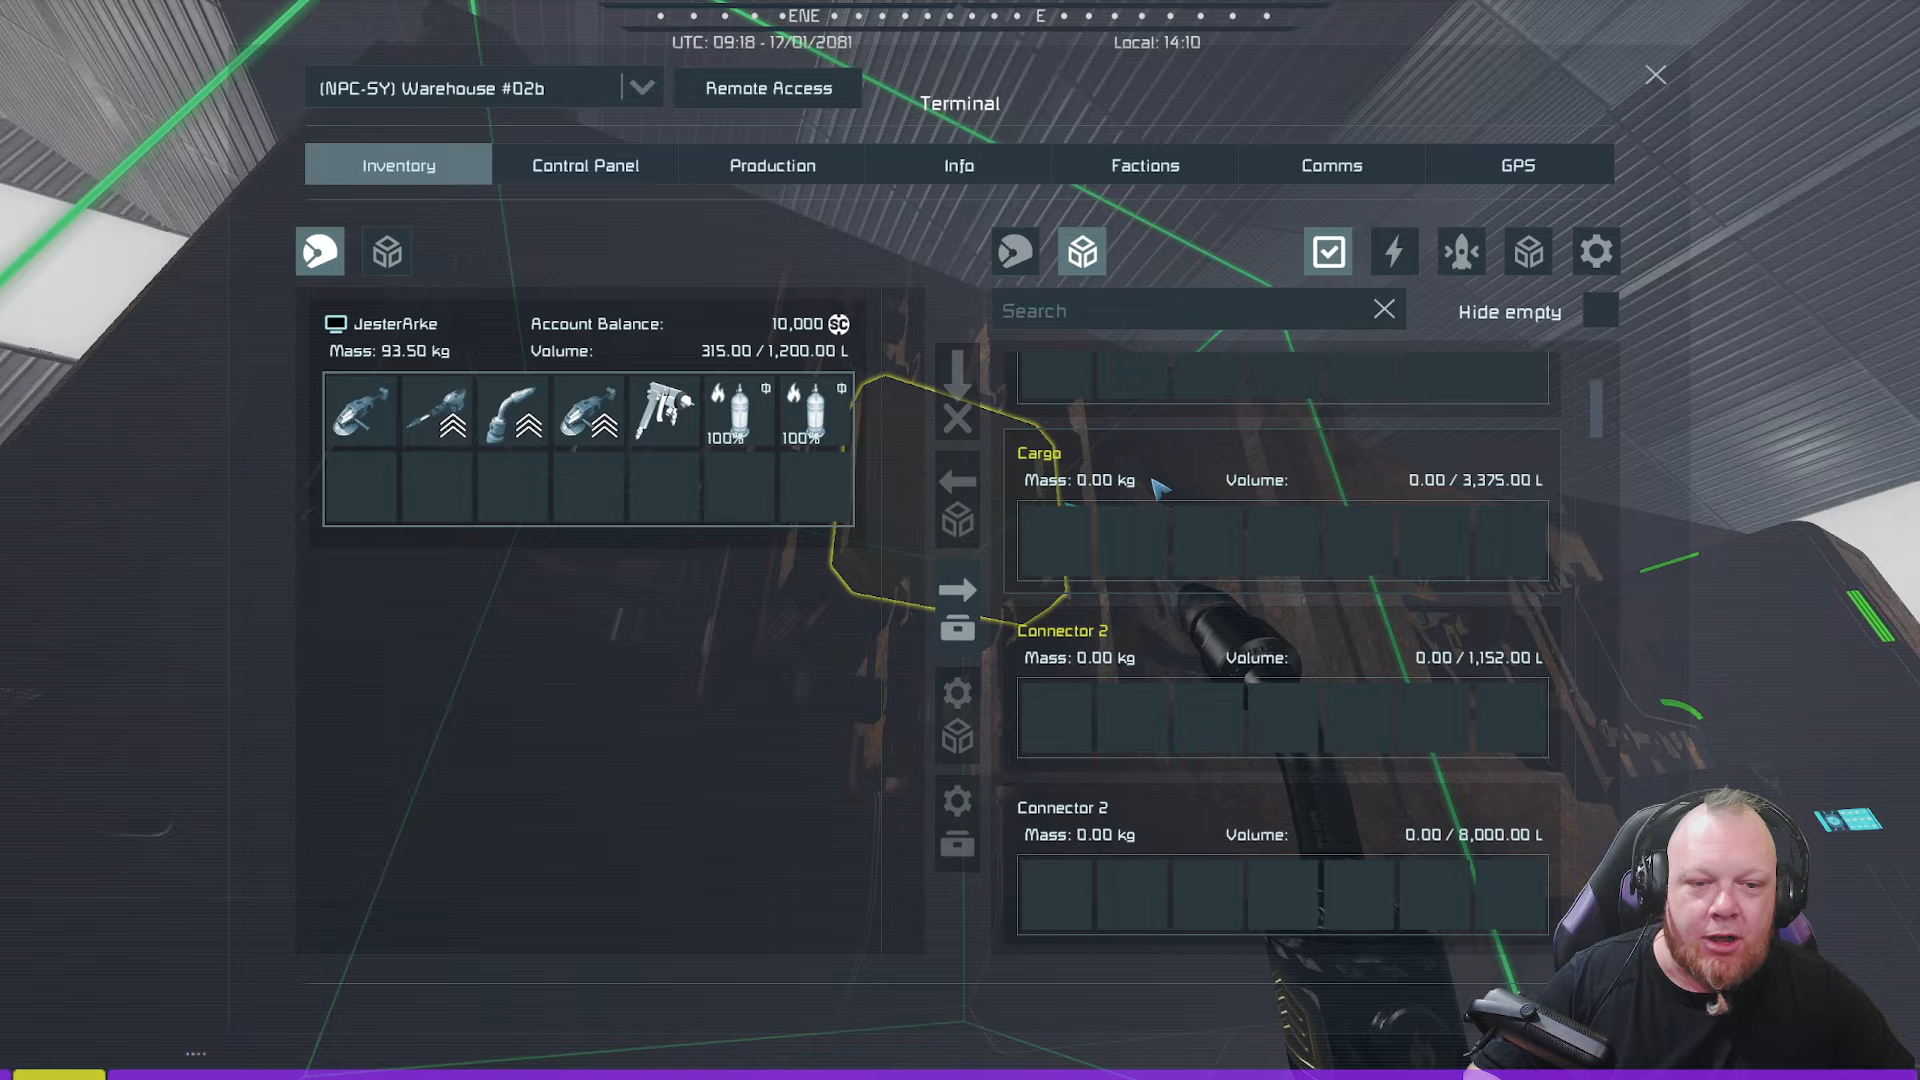 ENE
E
UTC: 09:18 - 17/01/2081
Local: 14:10
(NPC-SY) Warehouse #02b
Remote Access
Terminal
Inventory
Control Panel
Production
Info
Factions
Comms
GPS
Search
Hide empty
JesterArke
Account Balance:
10,000 SC
Mass: 93.50 kg
Volume:
315.00 / 1,200.00 L
100%
100%
Cargo
Mass: 0.00 kg
Volume:
0.00 / 3,375.00 L
Connector 2
Mass: 0.00 kg
Volume:
0.00 / 1,152.00 L
Connector 2
Mass: 0.00 kg
Volume:
0.00 / 8,000.00 L